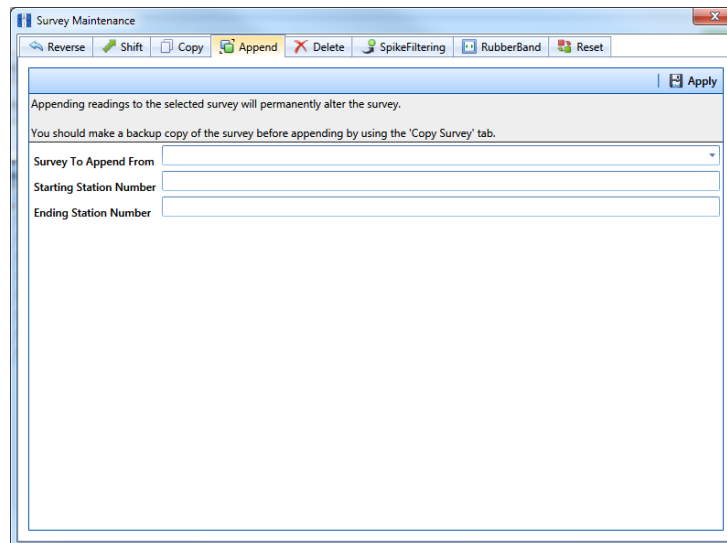 Survey Maintenance
Reverse Shift Copy Append Delete SpikeFiltering RubberBand Reset
Apply
Appending readings to the selected survey will permanently alter the survey.
You should make a backup copy of the survey before appending by using the 'Copy Survey' tab.
Survey To Append From
Starting Station Number
Ending Station Number